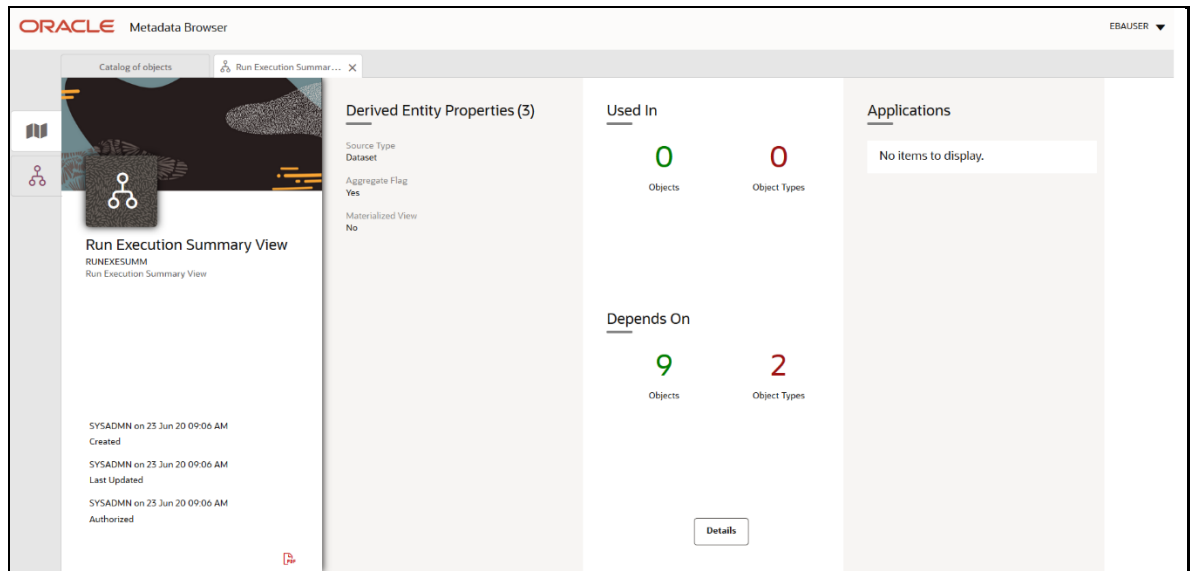 ORACLE Metadata Browser
EBAUSER
Catalog of objects
Run Execution Summar...
Run Execution Summary View
RUNEXESUMM
Run Execution Summary View
SYSADMN on 23 Jun 20 09:06 AM
Created
SYSADMN on 23 Jun 20 09:06 AM
Last Updated
SYSADMN on 23 Jun 20 09:06 AM
Authorized
PDF
Derived Entity Properties (3)
Source Type
Dataset
Aggregate Flag
Yes
Materialized View
No
Used In
0 0
Objects Object Types
Depends On
9 2
Objects Object Types
Details
Applications
No items to display.